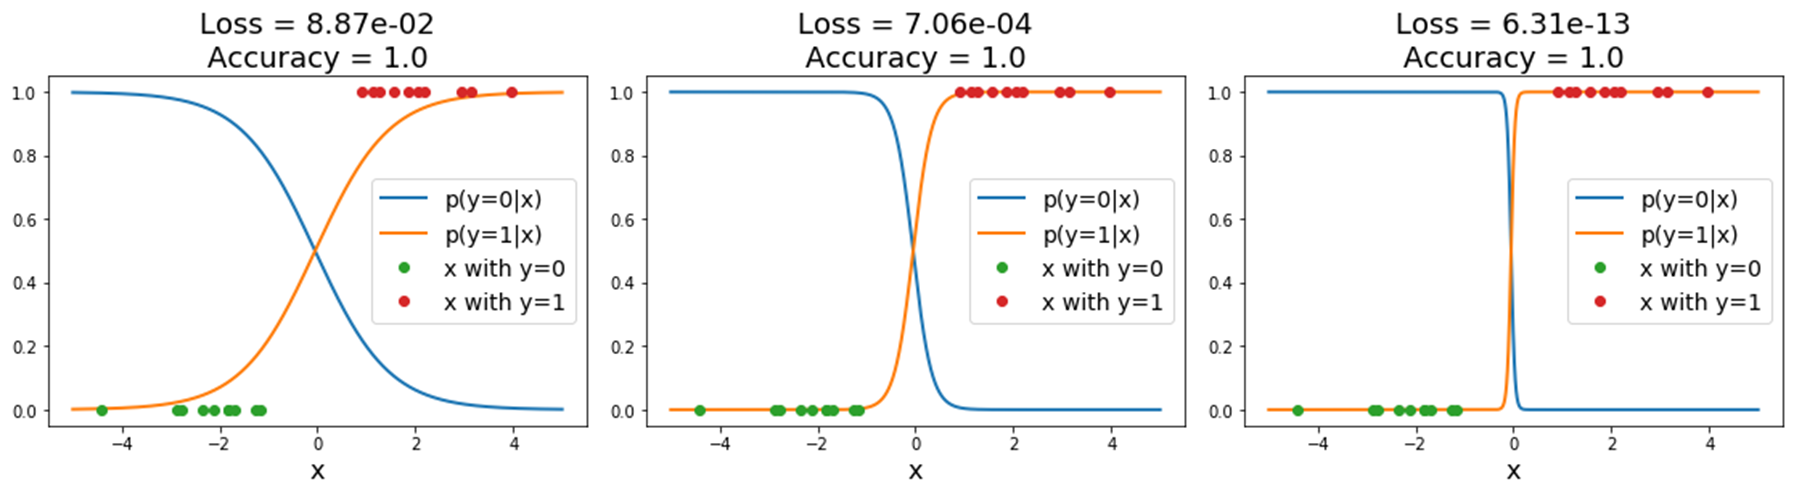 Loss = 8.87e-02
Accuracy = 1.0
1.0
0.8
0.6
0.4
0.2
0.0
p(y=0|x)
p(y=1|x)
x with y=0
x with y=1
−4
−2
0
2
4
x
Loss = 7.06e-04
Accuracy = 1.0
1.0
0.8
0.6
0.4
0.2
0.0
p(y=0|x)
p(y=1|x)
x with y=0
x with y=1
−4
−2
0
2
4
x
Loss = 6.31e-13
Accuracy = 1.0
1.0
0.8
0.6
0.4
0.2
0.0
p(y=0|x)
p(y=1|x)
x with y=0
x with y=1
−4
−2
0
2
4
x